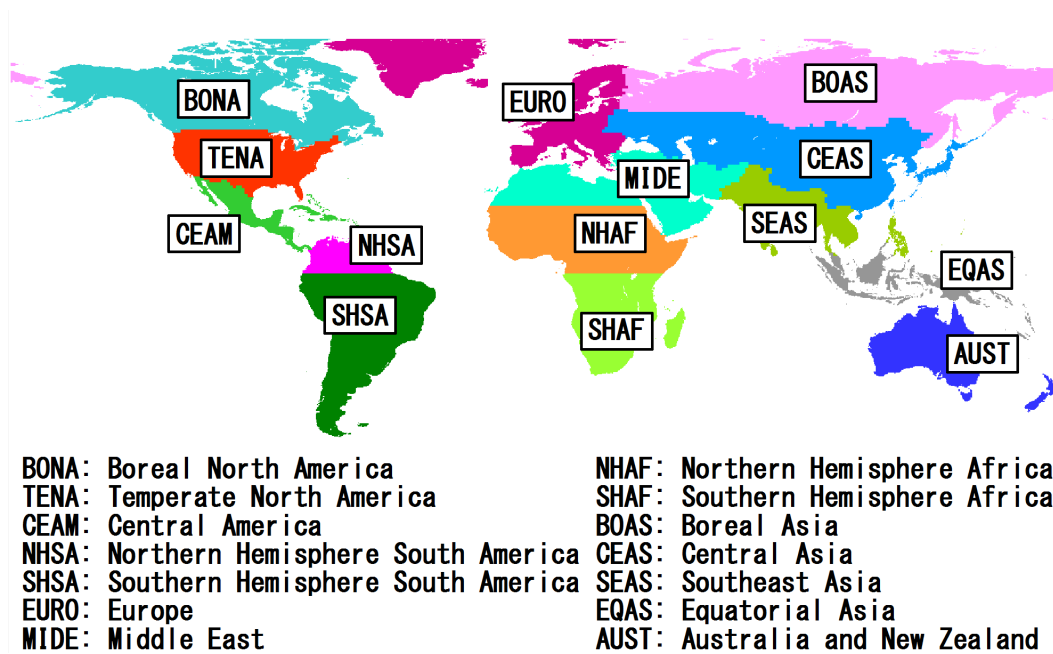 BONA
EURO
BOAS
TENA
CEAS
MIDE
CEAM
NHSA
NHAF
SEAS
EQAS
SHSA
SHAF
AUST
BONA: Boreal North America
TENA: Temperate North America
CEAM: Central America
NHSA: Northern Hemisphere South America
SHSA: Southern Hemisphere South America
EURO: Europe
MIDE: Middle East
NHAF: Northern Hemisphere Africa
SHAF: Southern Hemisphere Africa
BOAS: Boreal Asia
CEAS: Central Asia
SEAS: Southeast Asia
EQAS: Equatorial Asia
AUST: Australia and New Zealand